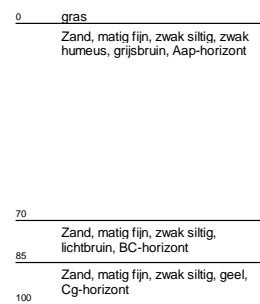 0 gras
Zand, matig fijn, zwak siltig, zwak
humeus, grijsbruin, Aap-horizont
70
Zand, matig fijn, zwak siltig,
lichtbruin, BC-horizont
85
Zand, matig fijn, zwak siltig, geel,
Cg-horizont
100